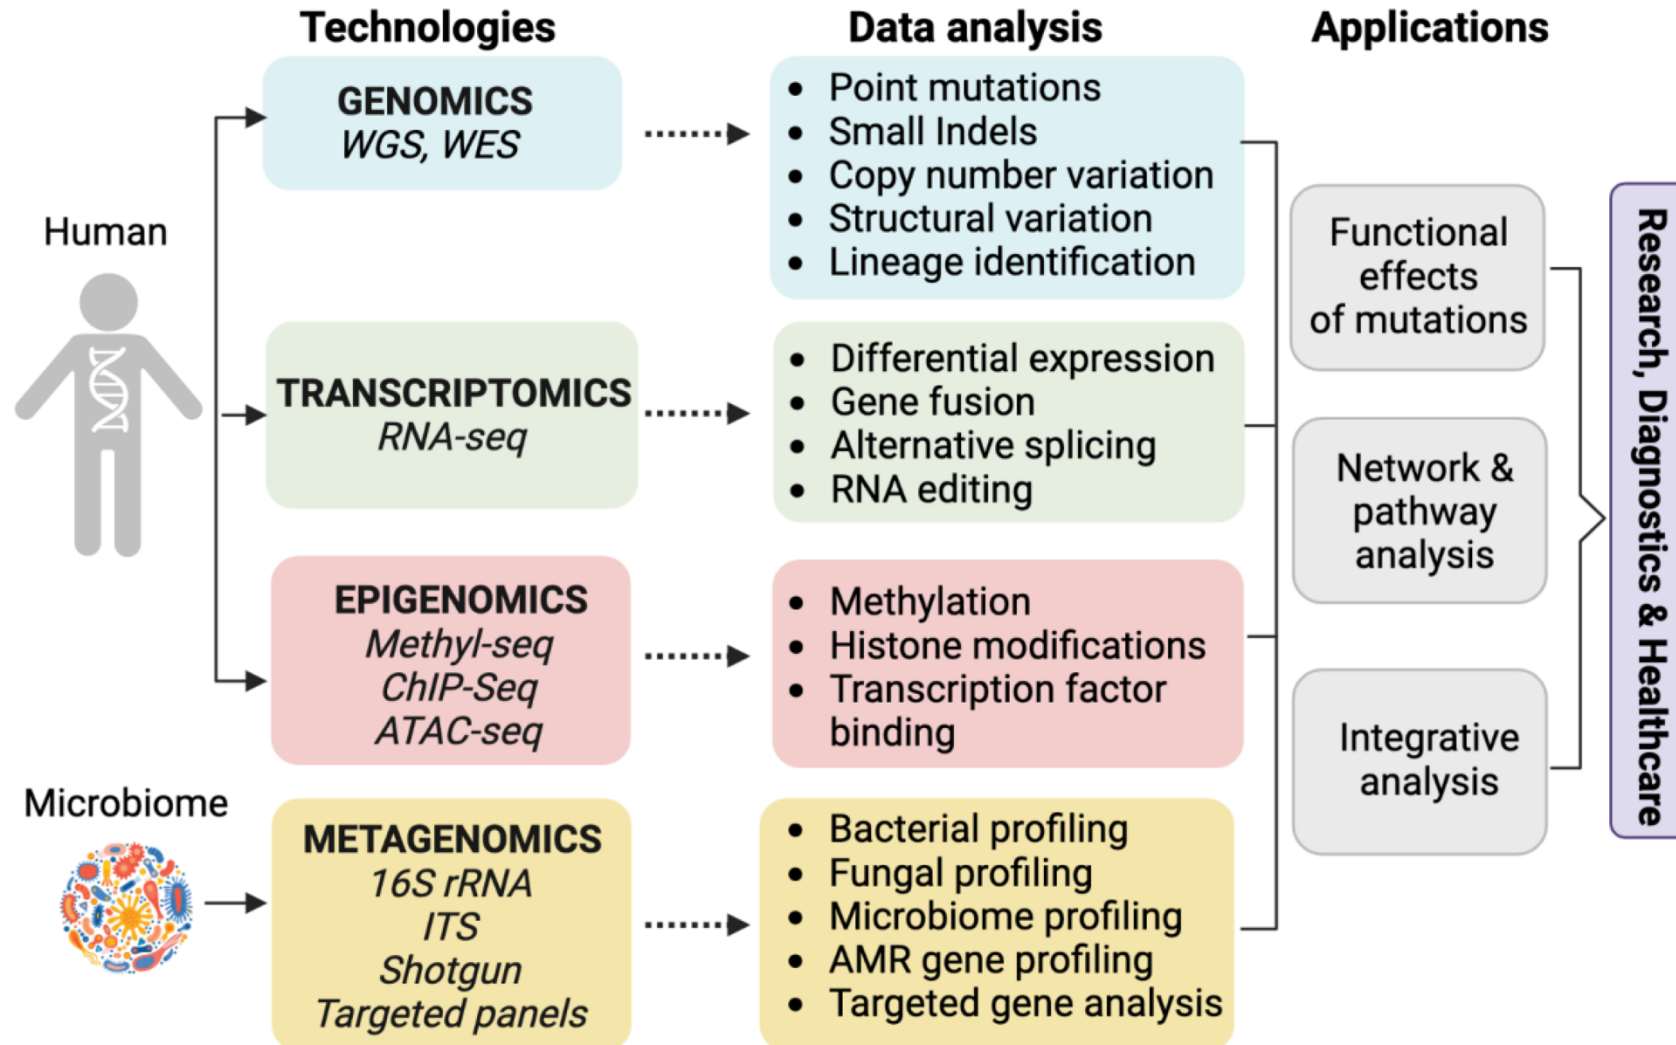 Technologies
Data analysis
Applications
Human
GENOMICS
WGS, WES
• Point mutations
• Small Indels
• Copy number variation
• Structural variation
• Lineage identification
TRANSCRIPTOMICS
RNA-seq
• Differential expression
• Gene fusion
• Alternative splicing
• RNA editing
EPIGENOMICS
Methyl-seq
ChIP-Seq
ATAC-seq
• Methylation
• Histone modifications
• Transcription factor
binding
Microbiome
METAGENOMICS
16S rRNA
ITS
Shotgun
Targeted panels
• Bacterial profiling
• Fungal profiling
• Microbiome profiling
• AMR gene profiling
• Targeted gene analysis
Functional
effects
of mutations
Network &
pathway
analysis
Integrative
analysis
Research, Diagnostics & Healthcare